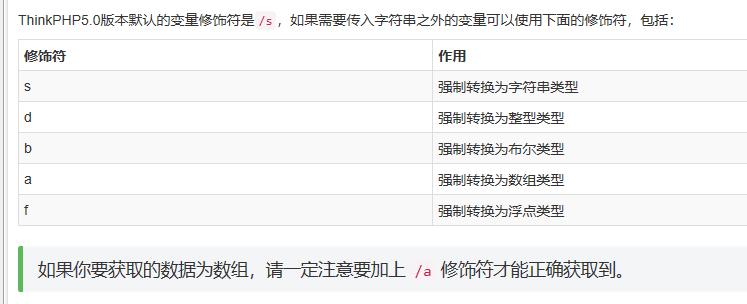 ThinkPHP5.0版本默认的变量修饰符是 /s ，如果需要传入字符串之外的变量可以使用下面的修饰符，包括：
修饰符 作用
s 强制转换为字符串类型
d 强制转换为整型类型
b 强制转换为布尔类型
a 强制转换为数组类型
f 强制转换为浮点类型
如果你要获取的数据为数组，请一定注意要加上 /a 修饰符才能正确获取到。